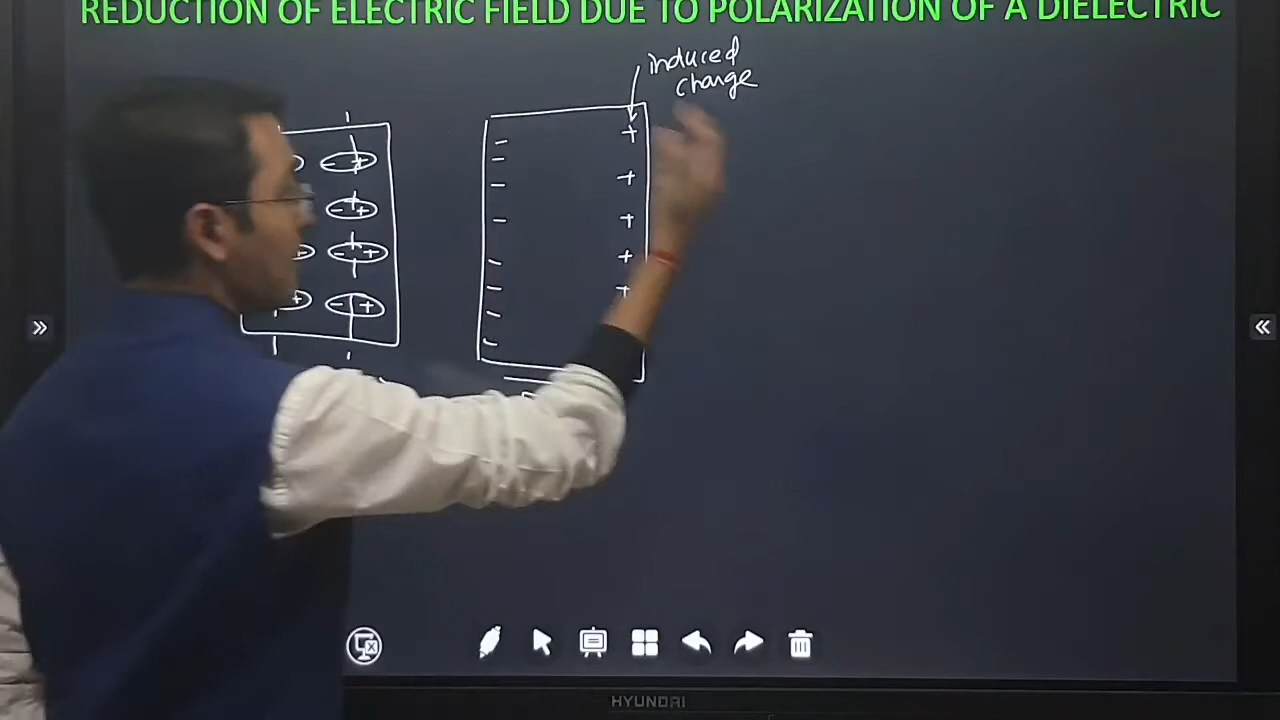 REDUCTION OF ELECTRIC FIELD DUE TO POLARIZATION OF A DIELECTRIC
induced
charge
HYUNDAI